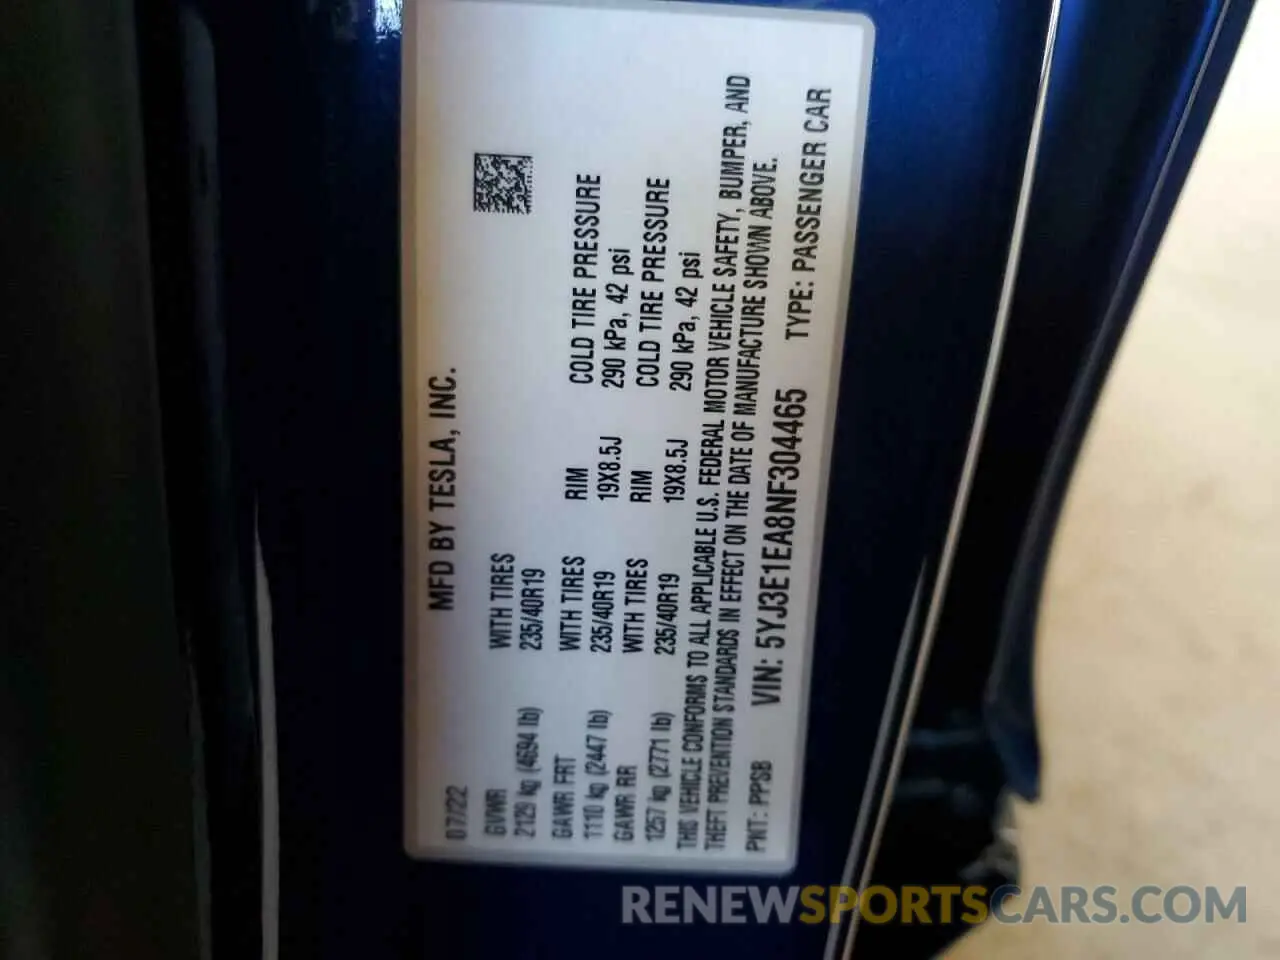 07/22 MFD BY TESLA, INC.
GVWR WITH TIRES
2129 kg (4694 lb) 235/40R19
GAWR FRT WITH TIRES RIM COLD TIRE PRESSURE
1110 kg (2447 lb) 235/40R19 19X8.5J 290 kPa, 42 psi
GAWR RR WITH TIRES RIM COLD TIRE PRESSURE
1257 kg (2771 lb) 235/40R19 19X8.5J 290 kPa, 42 psi
THIS VEHICLE CONFORMS TO ALL APPLICABLE U.S. FEDERAL MOTOR VEHICLE SAFETY, BUMPER, AND
THEFT PREVENTION STANDARDS IN EFFECT ON THE DATE OF MANUFACTURE SHOWN ABOVE.
PNT: PPSB VIN: 5YJ3E1EA8NF304465 TYPE: PASSENGER CAR
RENEWSPORTSCARS.COM